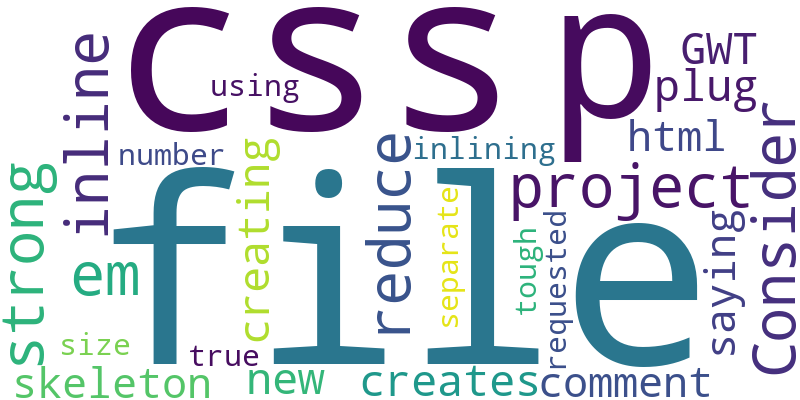 css
p
file
GWT
plug
using
inline
html
Consider
number
inlining
project
strong
creating
reduce
em
separate
tough
requested
saying
size
true
skeleton
new
creates
comment